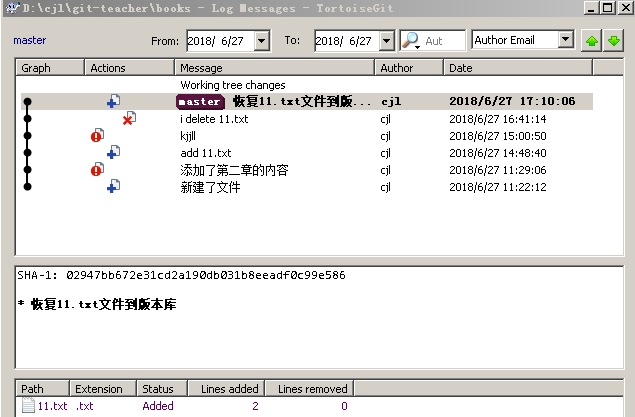 D:\cjl\git-teacher\books - Log Messages - TortoiseGit
master From: 2018/ 6/27 To: 2018/ 6/27 Aut Author Email
Graph Actions Message Author Date
Working tree changes
master 恢复11.txt文件到版... cjl 2018/6/27 17:10:06
i delete 11.txt cjl 2018/6/27 16:41:14
kjjll cjl 2018/6/27 15:00:50
add 11.txt cjl 2018/6/27 14:48:40
添加了第二章的内容 cjl 2018/6/27 11:29:06
新建了文件 cjl 2018/6/27 11:22:12
SHA-1: 02947bb672e31cd2a190db031b8eeadf0c99e586
* 恢复11.txt文件到版本库
Path Extension Status Lines added Lines removed
11.txt .txt Added 2 0